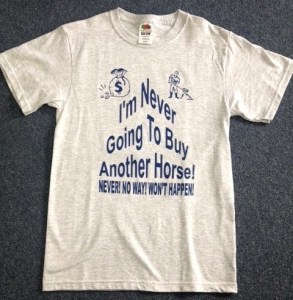 $
I'm Never
Going To Buy
Another Horse!
NEVER! NO WAY! WON'T HAPPEN!